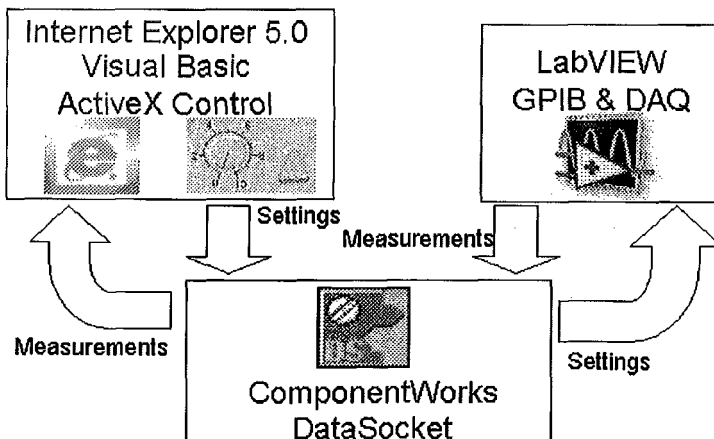 Internet Explorer 5.0
Visual Basic
ActiveX Control
LabVIEW
GPIB & DAQ
Settings
Measurements
Measurements
Settings
ComponentWorks
DataSocket